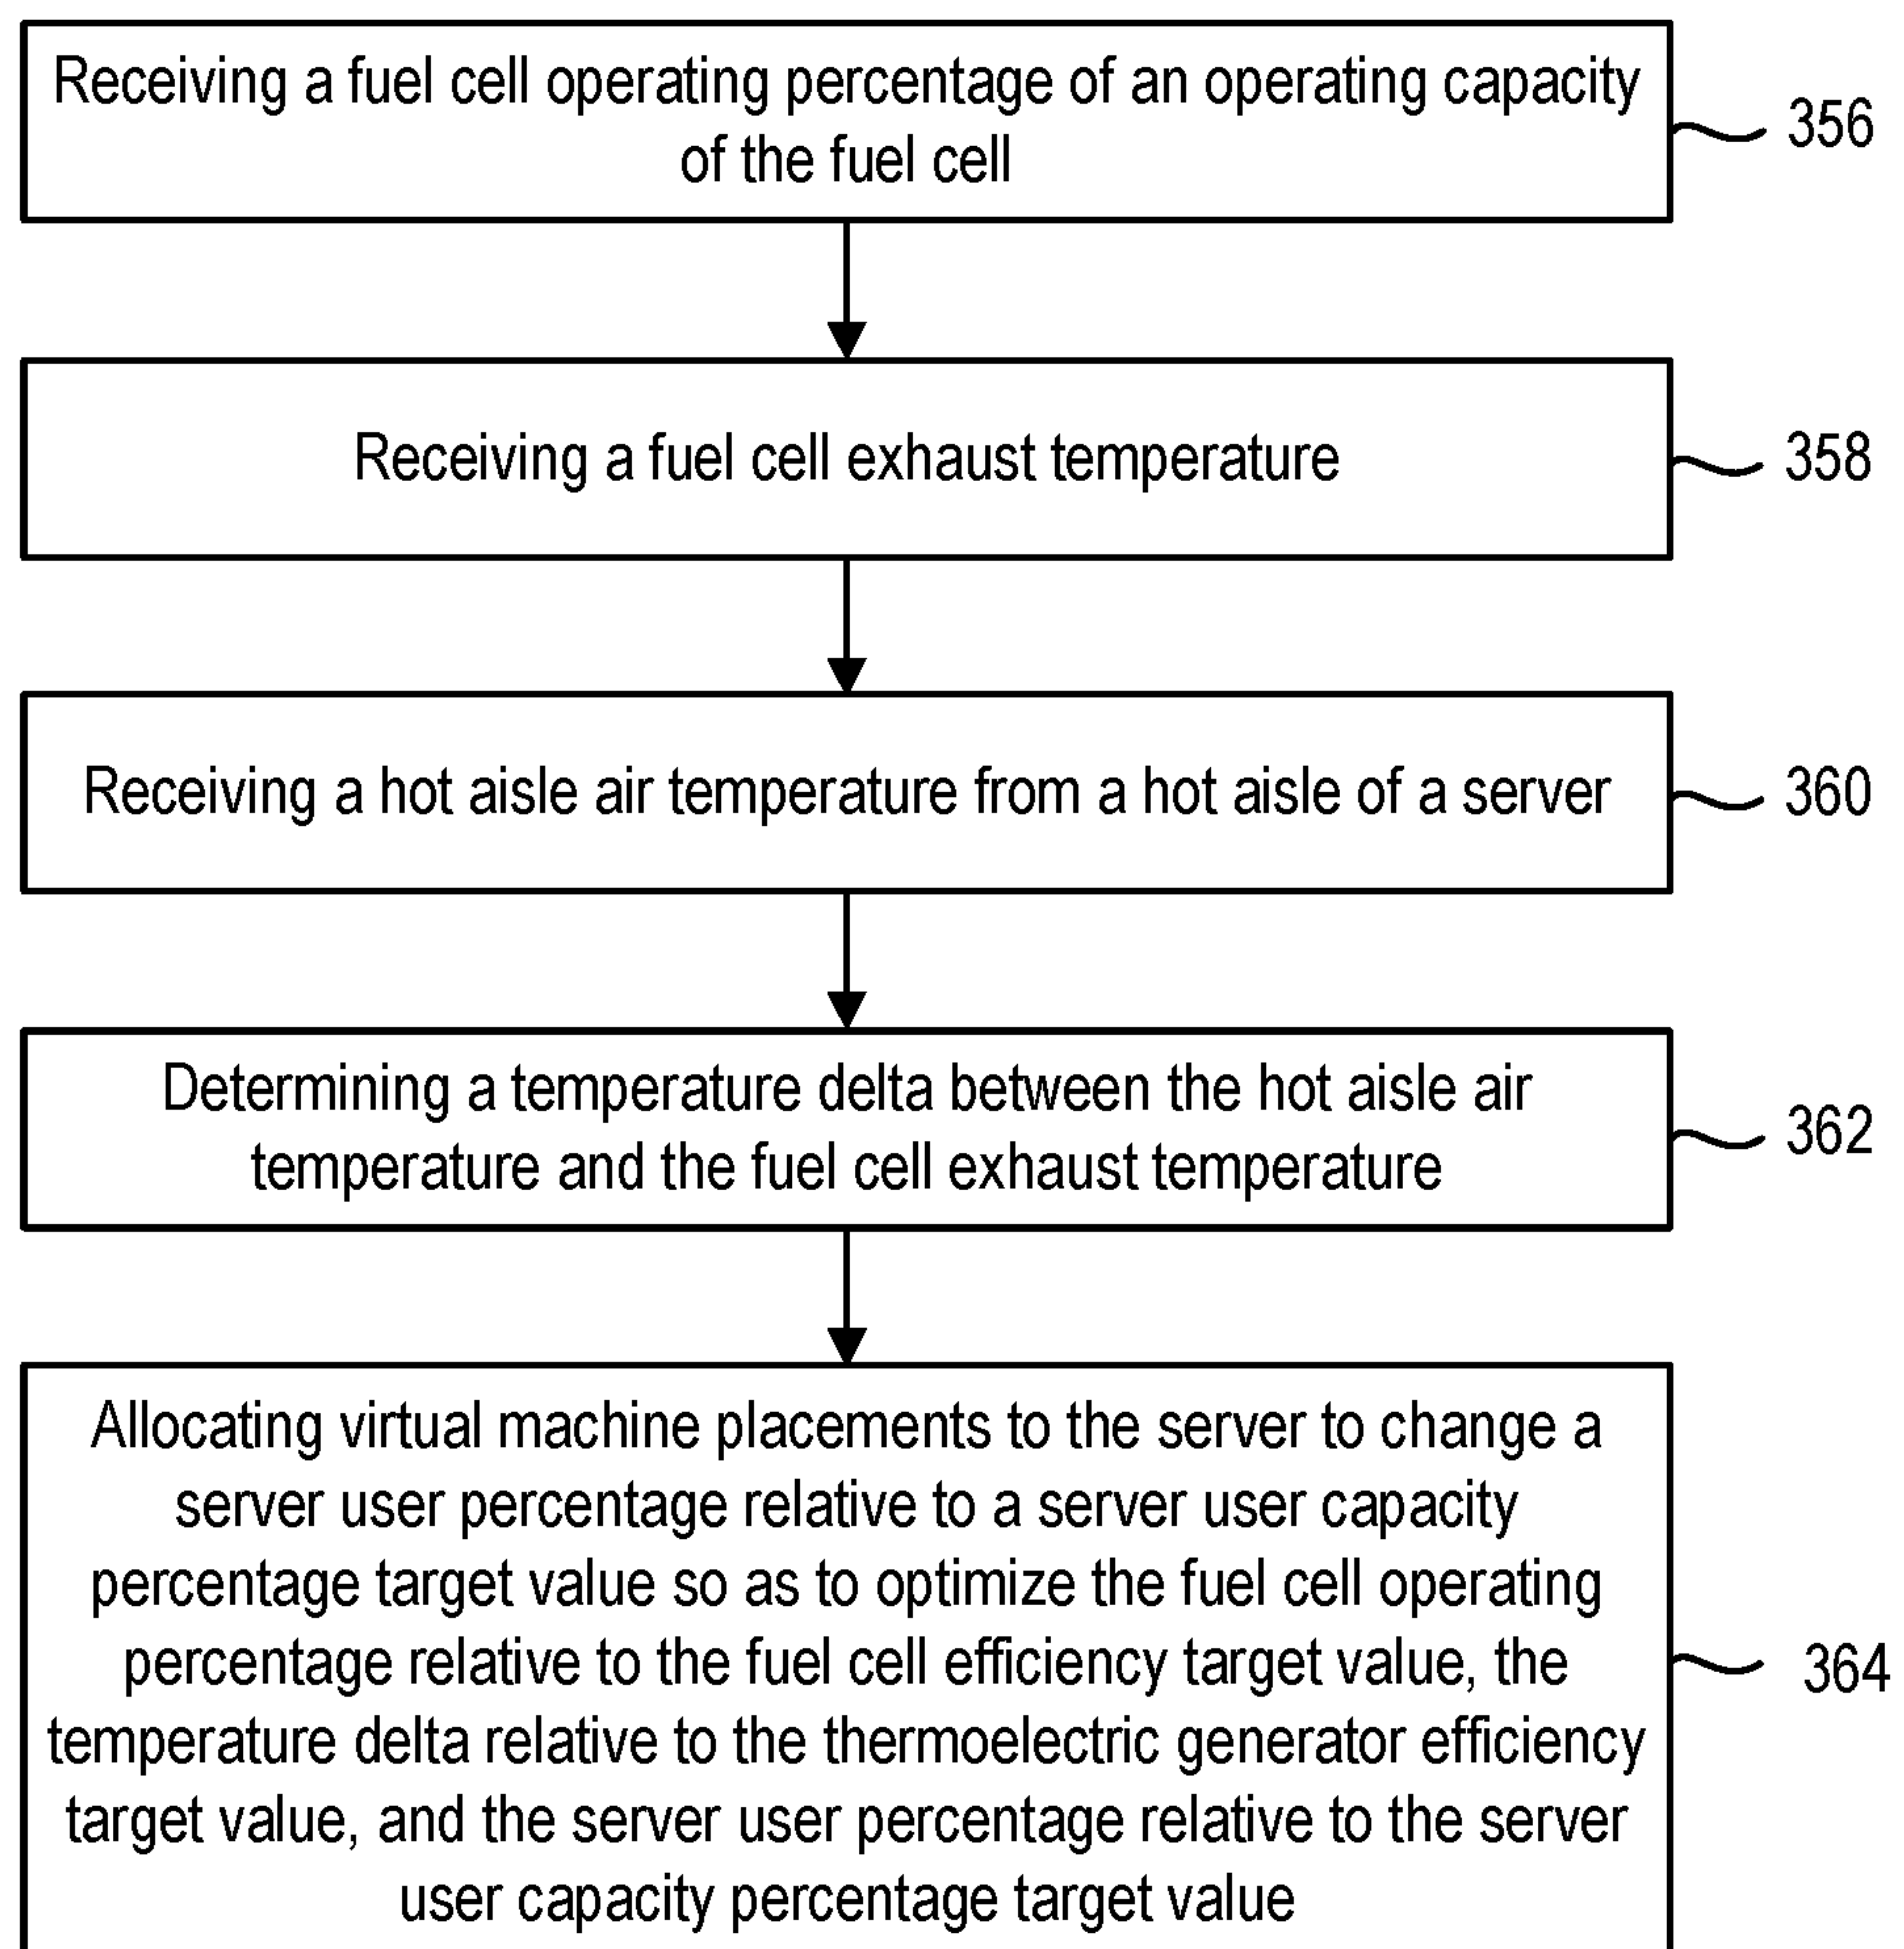 Receiving a fuel cell operating percentage of an operating capacity
of the fuel cell
356
Receiving a fuel cell exhaust temperature
358
Receiving a hot aisle air temperature from a hot aisle of a server
360
Determining a temperature delta between the hot aisle air
temperature and the fuel cell exhaust temperature
362
Allocating virtual machine placements to the server to change a
server user percentage relative to a server user capacity
percentage target value so as to optimize the fuel cell operating
percentage relative to the fuel cell efficiency target value, the
temperature delta relative to the thermoelectric generator efficiency
target value, and the server user percentage relative to the server
user capacity percentage target value
364